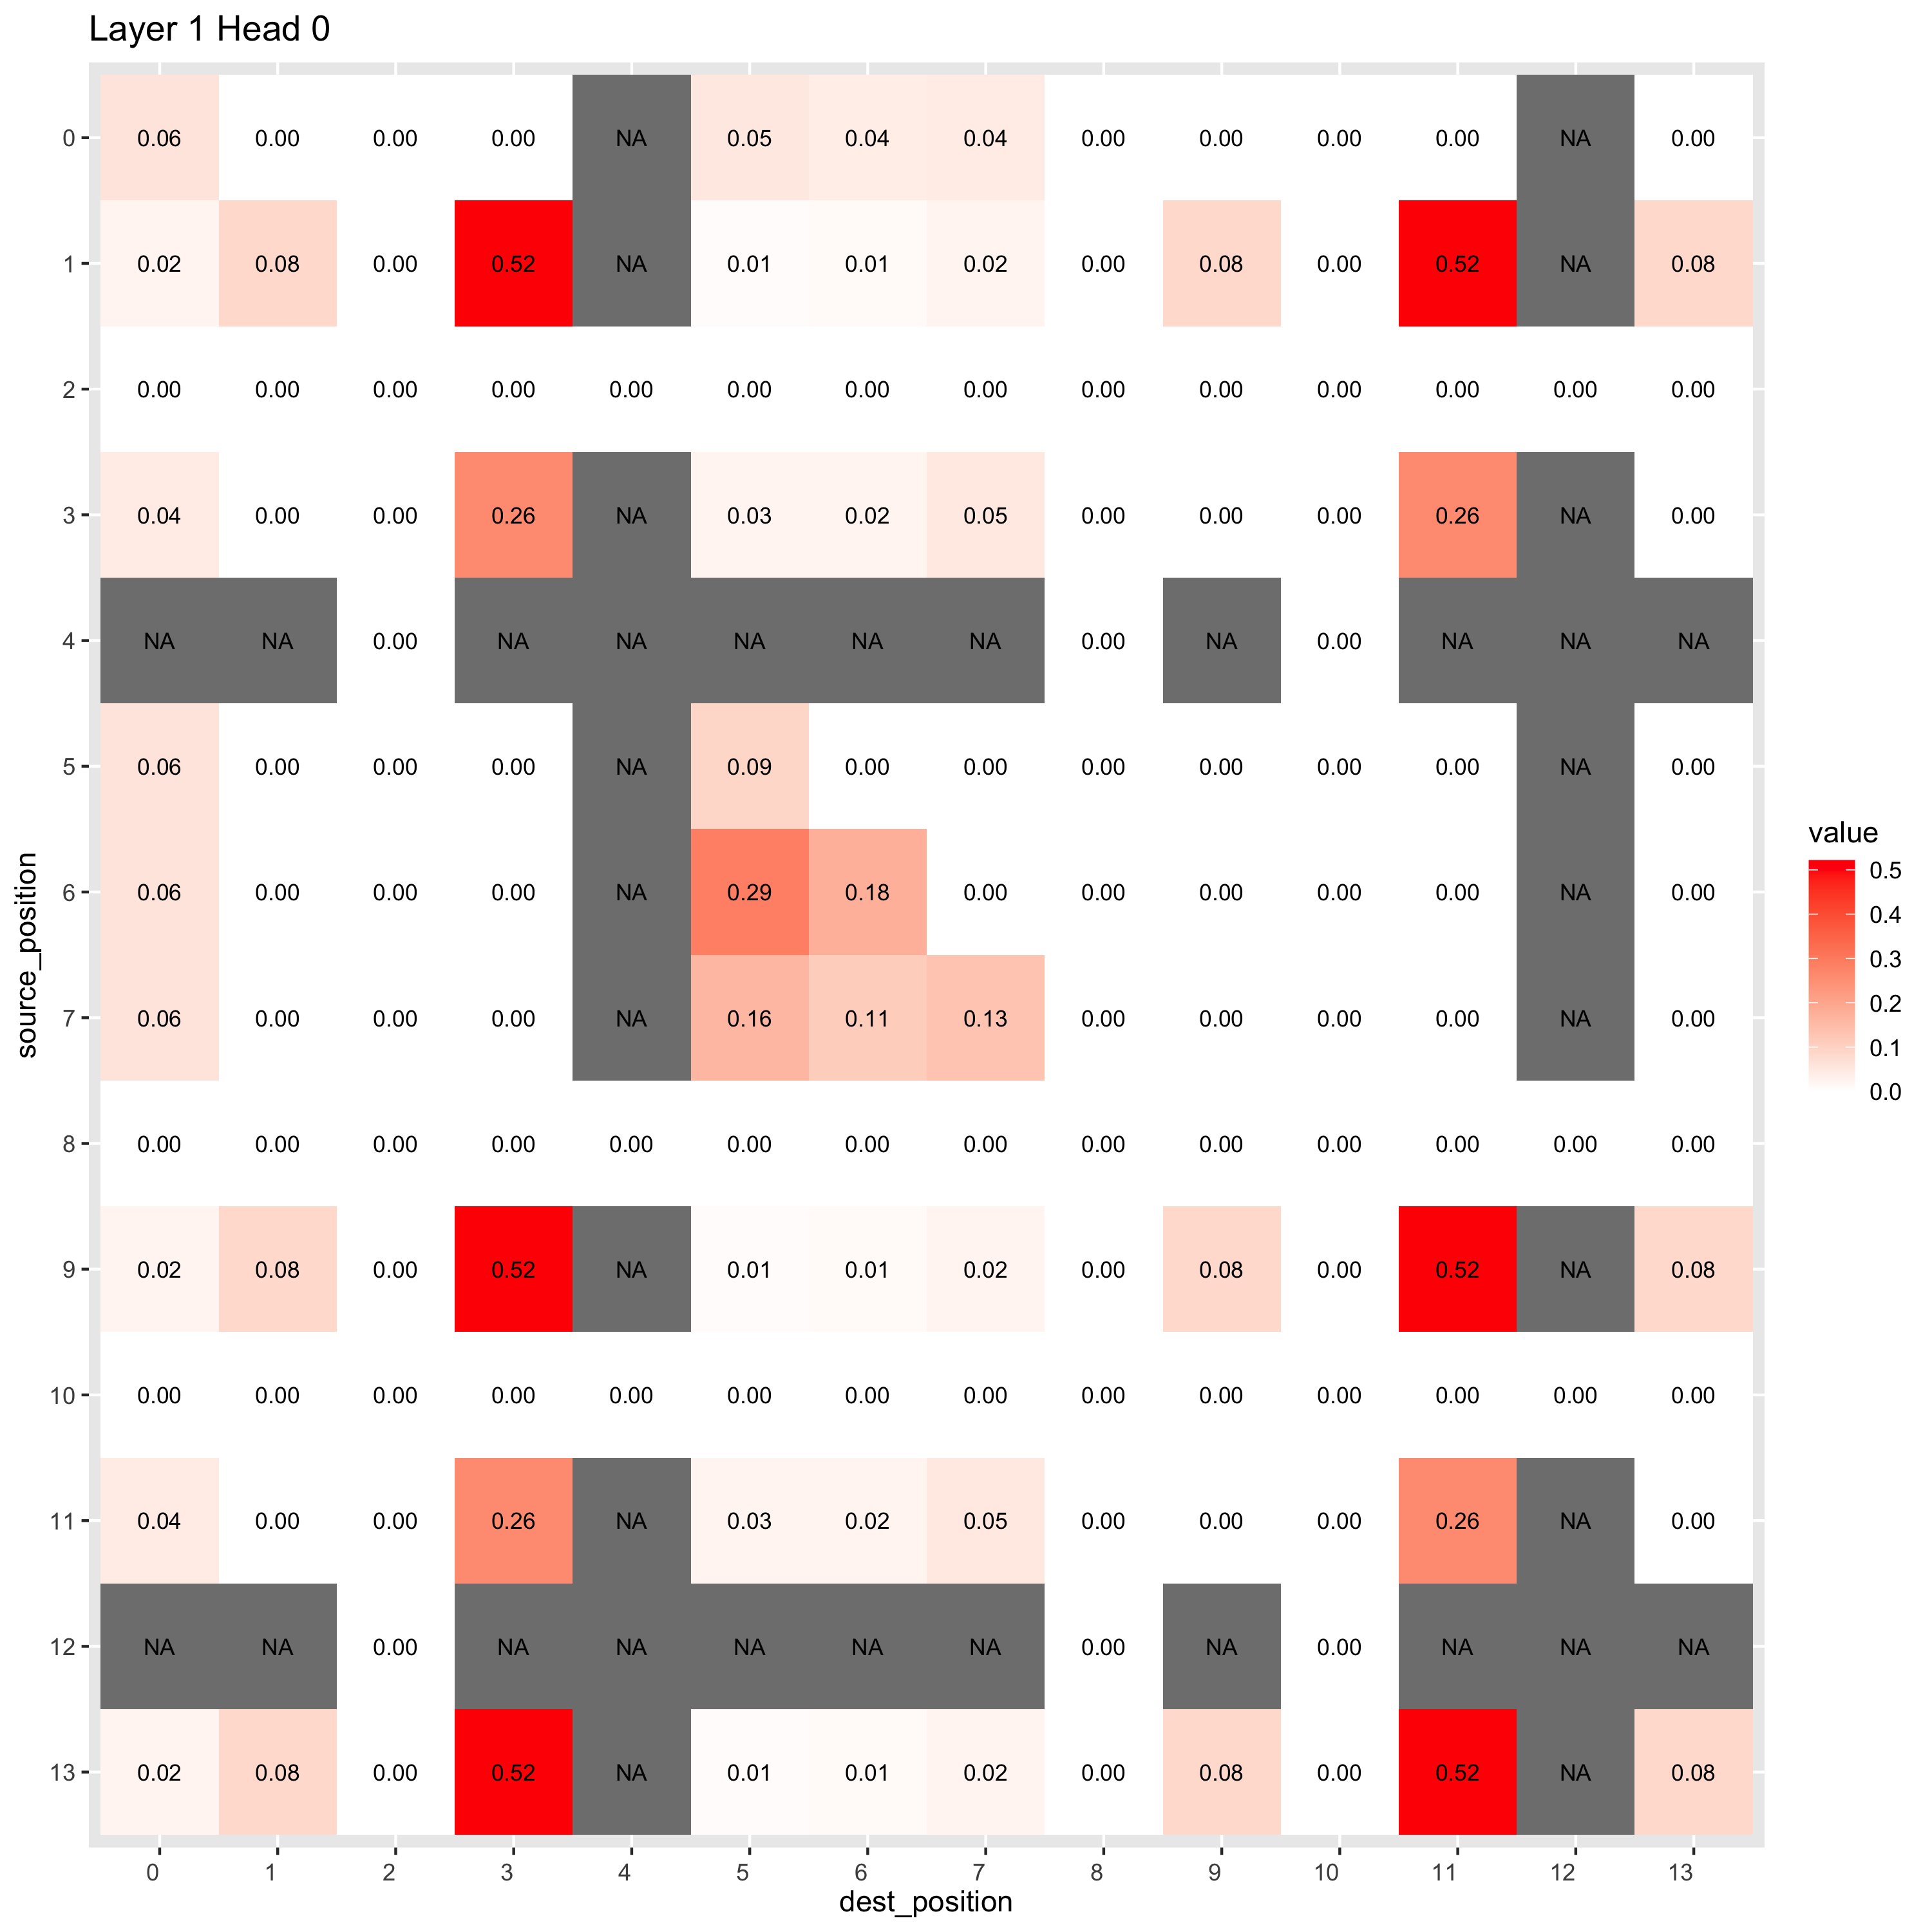 Layer 1 Head 0
0 0.06 0.00 0.00 0.00 NA 0.05 0.04 0.04 0.00 0.00 0.00 0.00 NA 0.00
1 0.02 0.08 0.00 0.52 NA 0.01 0.01 0.02 0.00 0.08 0.00 0.52 NA 0.08
2 0.00 0.00 0.00 0.00 0.00 0.00 0.00 0.00 0.00 0.00 0.00 0.00 0.00 0.00
3 0.04 0.00 0.00 0.26 NA 0.03 0.02 0.05 0.00 0.00 0.00 0.26 NA 0.00
4 NA NA 0.00 NA NA NA NA NA 0.00 NA 0.00 NA NA NA
5 0.06 0.00 0.00 0.00 NA 0.09 0.00 0.00 0.00 0.00 0.00 0.00 NA 0.00
6 0.06 0.00 0.00 0.00 NA 0.29 0.18 0.00 0.00 0.00 0.00 0.00 NA 0.00
7 0.06 0.00 0.00 0.00 NA 0.16 0.11 0.13 0.00 0.00 0.00 0.00 NA 0.00
8 0.00 0.00 0.00 0.00 0.00 0.00 0.00 0.00 0.00 0.00 0.00 0.00 0.00 0.00
9 0.02 0.08 0.00 0.52 NA 0.01 0.01 0.02 0.00 0.08 0.00 0.52 NA 0.08
10 0.00 0.00 0.00 0.00 0.00 0.00 0.00 0.00 0.00 0.00 0.00 0.00 0.00 0.00
11 0.04 0.00 0.00 0.26 NA 0.03 0.02 0.05 0.00 0.00 0.00 0.26 NA 0.00
12 NA NA 0.00 NA NA NA NA NA 0.00 NA 0.00 NA NA NA
13 0.02 0.08 0.00 0.52 NA 0.01 0.01 0.02 0.00 0.08 0.00 0.52 NA 0.08
0 1 2 3 4 5 6 7 8 9 10 11 12 13
dest_position
source_position
value
0.5
0.4
0.3
0.2
0.1
0.0